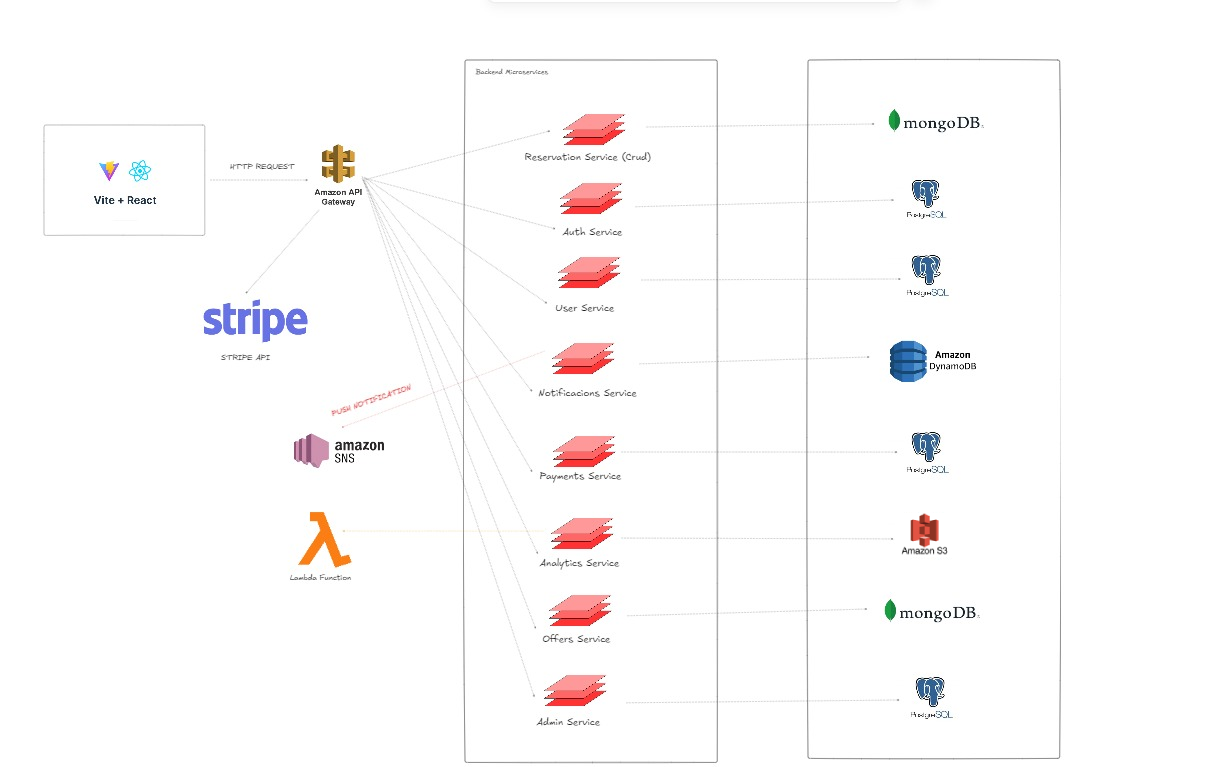 Backend Microservices
mongoDB.
Reservation Service (Crud)
HTTP REQUEST
Vite + React
Amazon API
Gateway
PostgreSQL
Auth Service
PostgreSQL
User Service
stripe
STRIPE API
Amazon
DynamoDB
Notificacions Service
PUSH NOTIFICATION
amazon
SNS
PostgreSQL
Payments Service
Amazon S3
Analytics Service
Lambda Function
mongoDB.
Offers Service
PostgreSQL
Admin Service